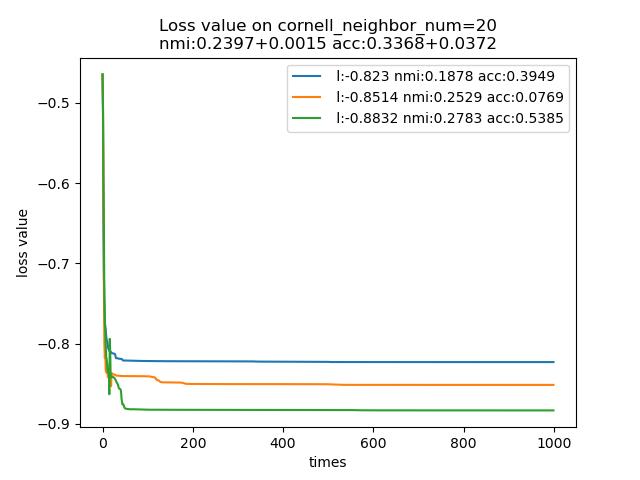 Loss value on cornell_neighbor_num=20
nmi:0.2397+0.0015 acc:0.3368+0.0372
l:-0.823 nmi:0.1878 acc:0.3949
l:-0.8514 nmi:0.2529 acc:0.0769
l:-0.8832 nmi:0.2783 acc:0.5385
−0.5
−0.6
−0.7
−0.8
−0.9
loss value
0
200
400
600
800
1000
times